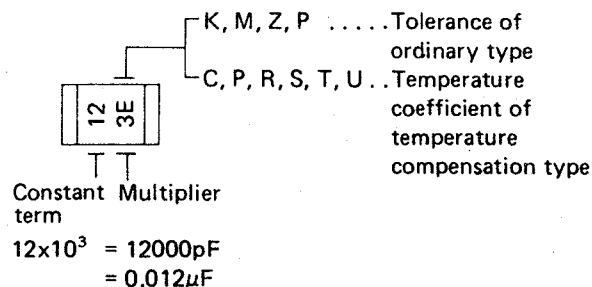 K, M, Z, P ..... Tolerance of
ordinary type
C, P, R, S, T, U .. Temperature
coefficient of
temperature
compensation type
12
3E
Constant Multiplier
term
12x10³ = 12000pF
= 0.012µF